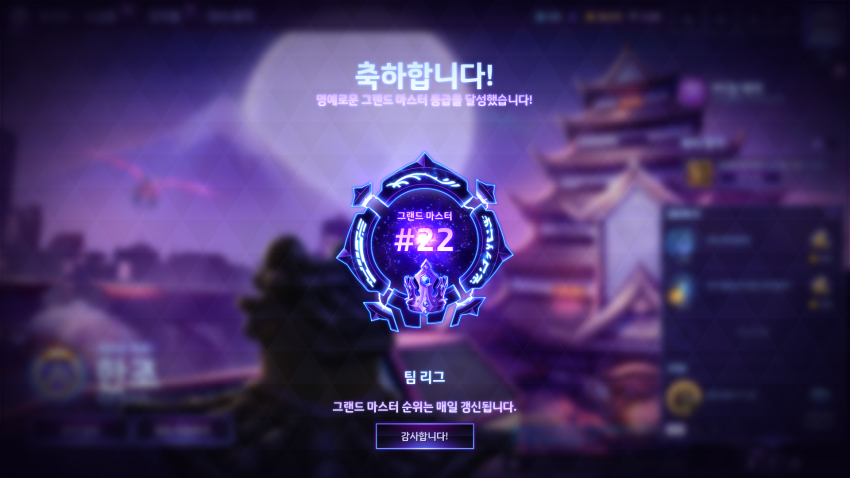 축하합니다!
명예로운 그랜드 마스터 등급을 달성했습니다!
그랜드 마스터
#22
팀 리그
그랜드 마스터 순위는 매일 갱신됩니다.
감사합니다!
한조